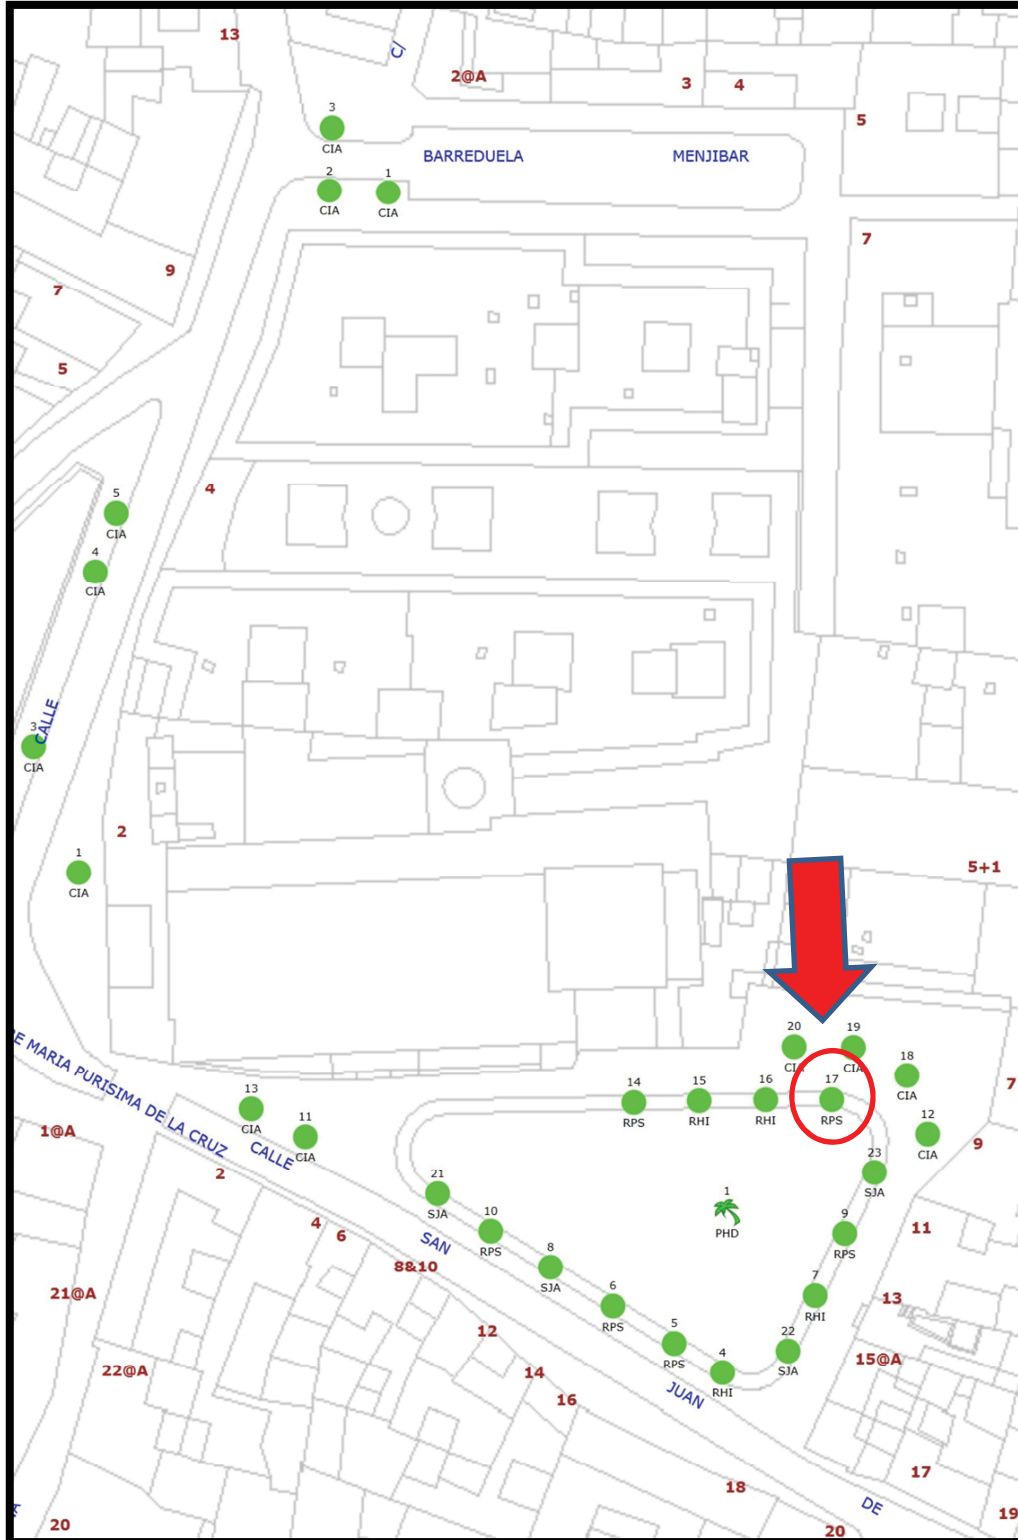 13
C/
2@A
3
4
5
3
CIA
BARREDUELA
MENJIBAR
2
CIA
1
CIA
7
9
7
5
4
5
CIA
4
CIA
CALLE
3
CIA
2
1
CIA
5+1
20
CIA
19
CIA
18
CIA
7
E MARIA PURISIMA DE LA CRUZ
13
CIA
11
CIA
14
RPS
15
RHI
16
RHI
17
RPS
12
CIA
9
1@A
CALLE
2
21
SJA
23
SJA
1
PHD
4
6
SAN
10
RPS
9
RPS
11
8&10
8
SJA
21@A
6
RPS
7
RHI
13
12
5
RPS
22
SJA
15@A
22@A
14
4
RHI
16
JUAN
17
18
DE
19
20
20